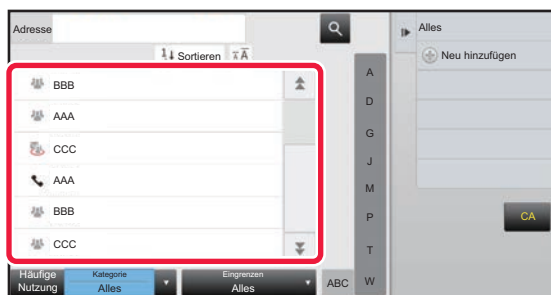 Adresse
Sortieren
BBB
AAA
CCC
AAA
BBB
CCC
A
D
G
J
M
P
T
W
Häufige
Nutzung
Kategorie
Alles
Eingrenzen
Alles
ABC
Alles
Neu hinzufügen
CA